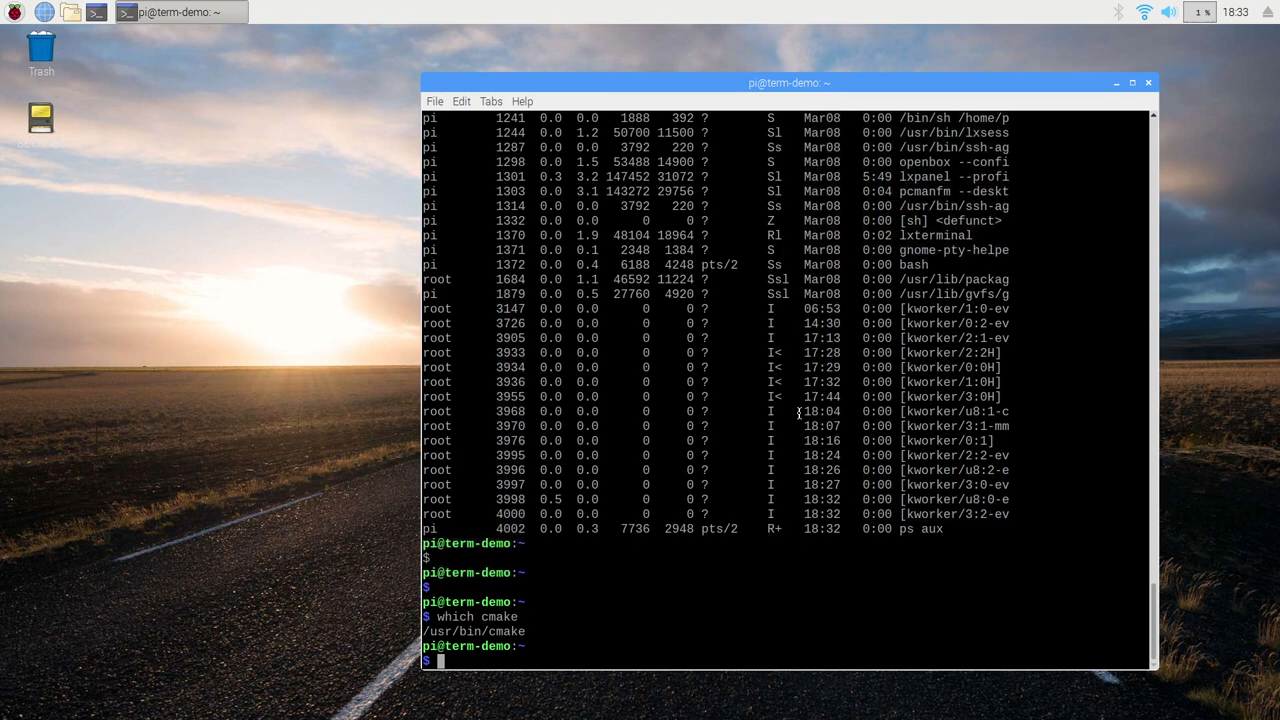 pi@term-demo: ~
1 %
18:33
Trash
pi@term-demo: ~
File Edit Tabs Help
pi 1241 0.0 0.0 1888 392 ? S Mar08 0:00 /bin/sh /home/p
pi 1244 0.0 1.2 50700 11500 ? Sl Mar08 0:00 /usr/bin/lxsess
pi 1287 0.0 0.0 3792 220 ? Ss Mar08 0:00 /usr/bin/ssh-ag
pi 1298 0.0 1.5 53488 14900 ? S Mar08 0:00 openbox --confi
pi 1301 0.3 3.2 147452 31072 ? Sl Mar08 5:49 lxpanel --profi
pi 1303 0.0 3.1 143272 29756 ? Sl Mar08 0:04 pcmanfm --deskt
pi 1314 0.0 0.0 3792 220 ? Ss Mar08 0:00 /usr/bin/ssh-ag
pi 1332 0.0 0.0 0 0 ? Z Mar08 0:00 [sh] <defunct>
pi 1370 0.0 1.9 48104 18964 ? Rl Mar08 0:02 lxterminal
pi 1371 0.0 0.1 2348 1384 ? S Mar08 0:00 gnome-pty-helpe
pi 1372 0.0 0.4 6188 4248 pts/2 Ss Mar08 0:00 bash
root 1684 0.0 1.1 46592 11224 ? Ssl Mar08 0:00 /usr/lib/packag
pi 1879 0.0 0.5 27760 4920 ? Ssl Mar08 0:00 /usr/lib/gvfs/g
root 3147 0.0 0.0 0 0 ? I 06:53 0:00 [kworker/1:0-ev
root 3726 0.0 0.0 0 0 ? I 14:30 0:00 [kworker/0:2-ev
root 3905 0.0 0.0 0 0 ? I 17:13 0:00 [kworker/2:1-ev
root 3933 0.0 0.0 0 0 ? I< 17:28 0:00 [kworker/2:2H]
root 3934 0.0 0.0 0 0 ? I< 17:29 0:00 [kworker/0:0H]
root 3936 0.0 0.0 0 0 ? I< 17:32 0:00 [kworker/1:0H]
root 3955 0.0 0.0 0 0 ? I< 17:44 0:00 [kworker/3:0H]
root 3968 0.0 0.0 0 0 ? I 18:04 0:00 [kworker/u8:1-c
root 3970 0.0 0.0 0 0 ? I 18:07 0:00 [kworker/3:1-mm
root 3976 0.0 0.0 0 0 ? I 18:16 0:00 [kworker/0:1]
root 3995 0.0 0.0 0 0 ? I 18:24 0:00 [kworker/2:2-ev
root 3996 0.0 0.0 0 0 ? I 18:26 0:00 [kworker/u8:2-e
root 3997 0.0 0.0 0 0 ? I 18:27 0:00 [kworker/3:0-ev
root 3998 0.5 0.0 0 0 ? I 18:32 0:00 [kworker/u8:0-e
root 4000 0.0 0.0 0 0 ? I 18:32 0:00 [kworker/3:2-ev
pi 4002 0.0 0.3 7736 2948 pts/2 R+ 18:32 0:00 ps aux
pi@term-demo:~
$
pi@term-demo:~
$
pi@term-demo:~
$ which cmake
/usr/bin/cmake
pi@term-demo:~
$